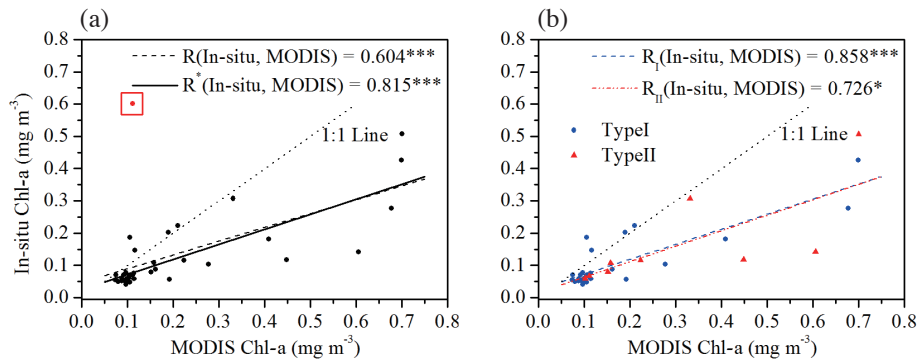 (a)
(b)
R(In-situ, MODIS) = 0.604***
R*(In-situ, MODIS) = 0.815***
1:1 Line
In-situ Chl-a (mg m-3)
0.8
0.7
0.6
0.5
0.4
0.3
0.2
0.1
0.0
0.0 0.1 0.2 0.3 0.4 0.5 0.6 0.7 0.8
MODIS Chl-a (mg m-3)
RI(In-situ, MODIS) = 0.858***
RII(In-situ, MODIS) = 0.726*
TypeI
TypeII
1:1 Line
0.8
0.7
0.6
0.5
0.4
0.3
0.2
0.1
0.0
0.0 0.1 0.2 0.3 0.4 0.5 0.6 0.7 0.8
MODIS Chl-a (mg m-3)